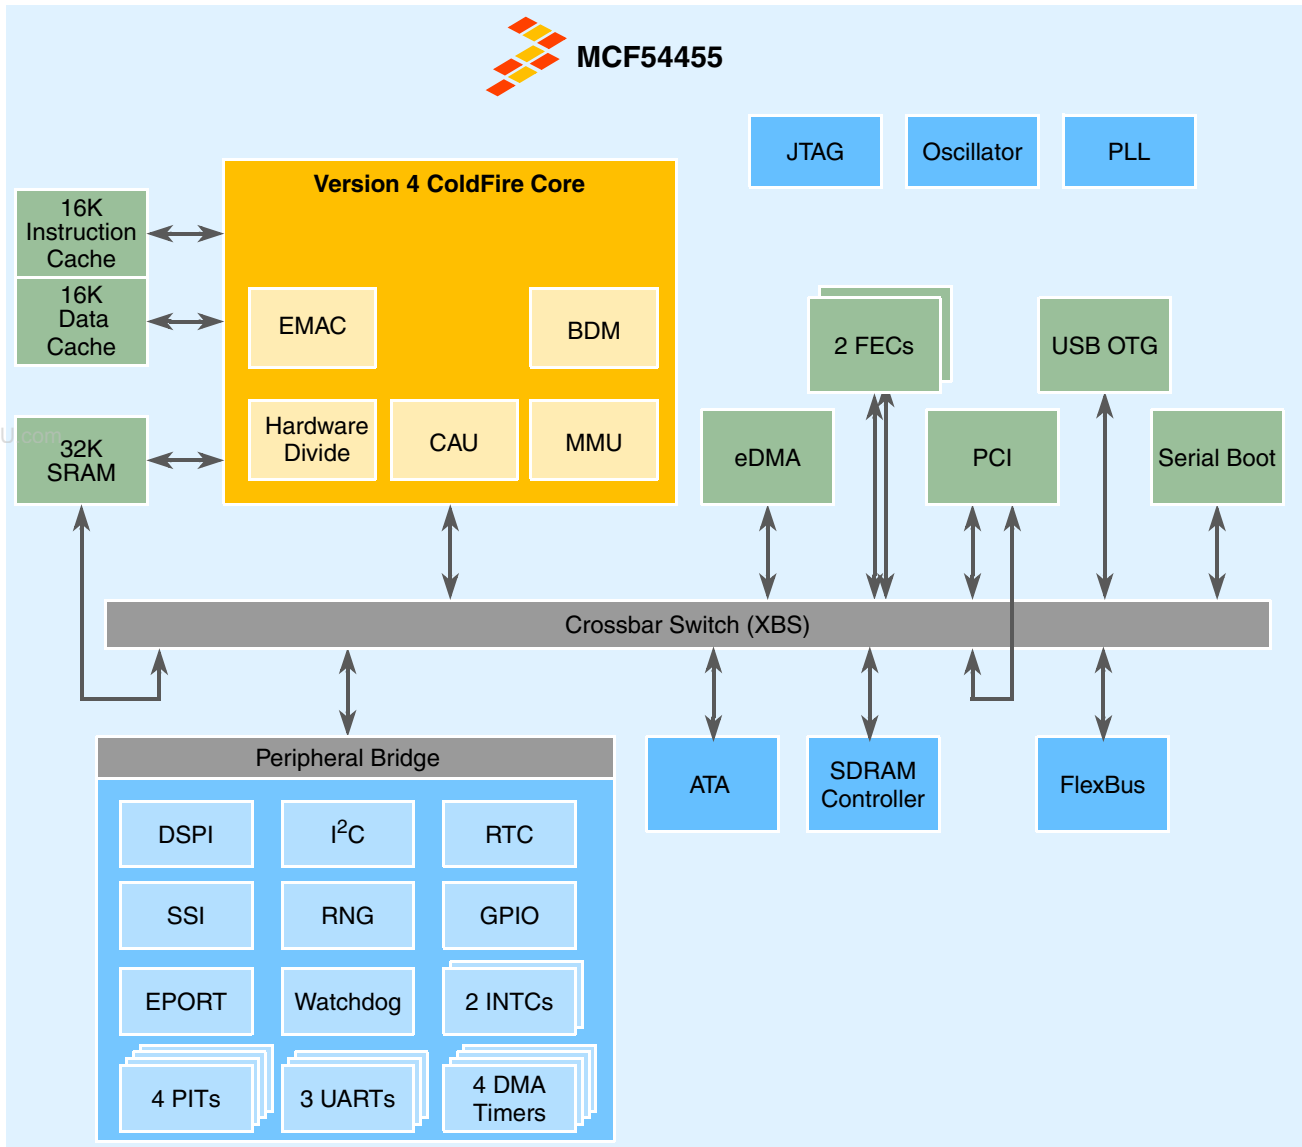 MCF54455
JTAG
Oscillator
PLL
Version 4 ColdFire Core
16K
Instruction
Cache
16K
Data
Cache
EMAC
BDM
2 FECs
USB OTG
Hardware
Divide
CAU
MMU
U.com
32K
SRAM
eDMA
PCI
Serial Boot
Crossbar Switch (XBS)
Peripheral Bridge
ATA
SDRAM
Controller
FlexBus
DSPI
I²C
RTC
SSI
RNG
GPIO
EPORT
Watchdog
2 INTCs
4 PITs
3 UARTs
4 DMA
Timers